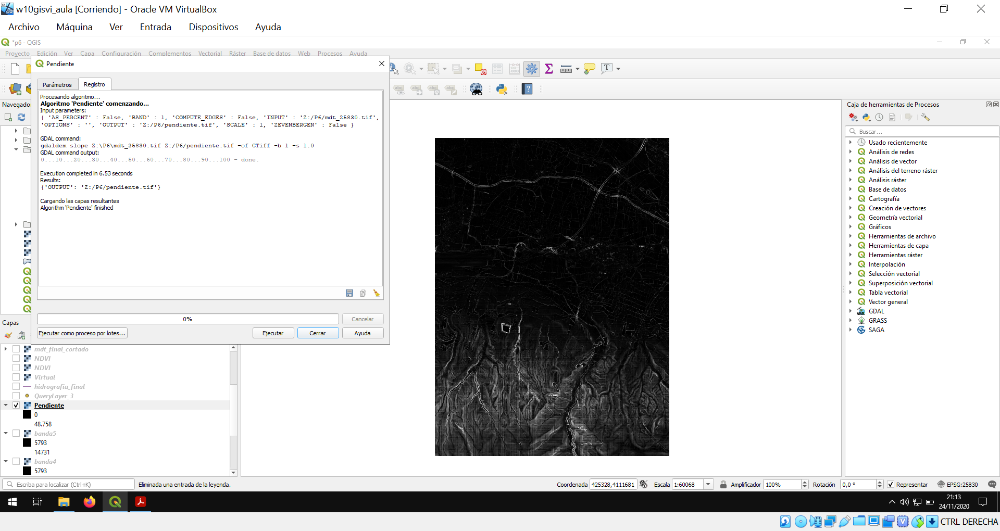 w10gisvi_aula [Corriendo] - Oracle VM VirtualBox
Archivo Máquina Ver Entrada Dispositivos Ayuda
*p6 - QGIS
Proyecto Edición Ver Capa Configuración Complementos Vectorial Ráster Base de datos Web Procesos Ayuda
Pendiente
Parámetros Registro
Procesando algoritmo...
Algoritmo 'Pendiente' comenzando...
Input parameters:
{ 'AS_PERCENT' : False, 'BAND' : 1, 'COMPUTE_EDGES' : False, 'INPUT' : 'Z:/P6/mdt_25830.tif',
'OPTIONS' : '', 'OUTPUT' : 'Z:/P6/pendiente.tif', 'SCALE' : 1, 'ZEVENBERGEN' : False }
GDAL command:
gdaldem slope Z:\P6\mdt_25830.tif Z:/P6/pendiente.tif -of GTiff -b 1 -s 1.0
GDAL command output:
0...10...20...30...40...50...60...70...80...90...100 - done.
Execution completed in 6.53 seconds
Results:
{'OUTPUT': 'Z:/P6/pendiente.tif'}
Cargando las capas resultantes
Algorithm 'Pendiente' finished
0%
Cancelar
Ejecutar como proceso por lotes...
Ejecutar
Cerrar
Ayuda
Navegador
Capas
mdt_final_cortado
NDVI
NDVI
Virtual
hidrografia_final
QueryLayer_3
Pendiente
0
48.758
banda5
5793
14731
banda4
5793
Caja de herramientas de Procesos
Buscar...
Usado recientemente
Análisis de redes
Análisis de vector
Análisis del terreno ráster
Análisis ráster
Base de datos
Cartografía
Creación de vectores
Geometría vectorial
Gráficos
Herramientas de archivo
Herramientas de capa
Herramientas ráster
Interpolación
Selección vectorial
Superposición vectorial
Tabla vectorial
Vector general
GDAL
GRASS
SAGA
Escriba para localizar (Ctrl+K)
Eliminada una entrada de la leyenda.
Coordenada 425328,4111681 Escala 1:60068 Amplificador 100% Rotación 0,0 ° Representar EPSG:25830
21:13
24/11/2020
CTRL DERECHA